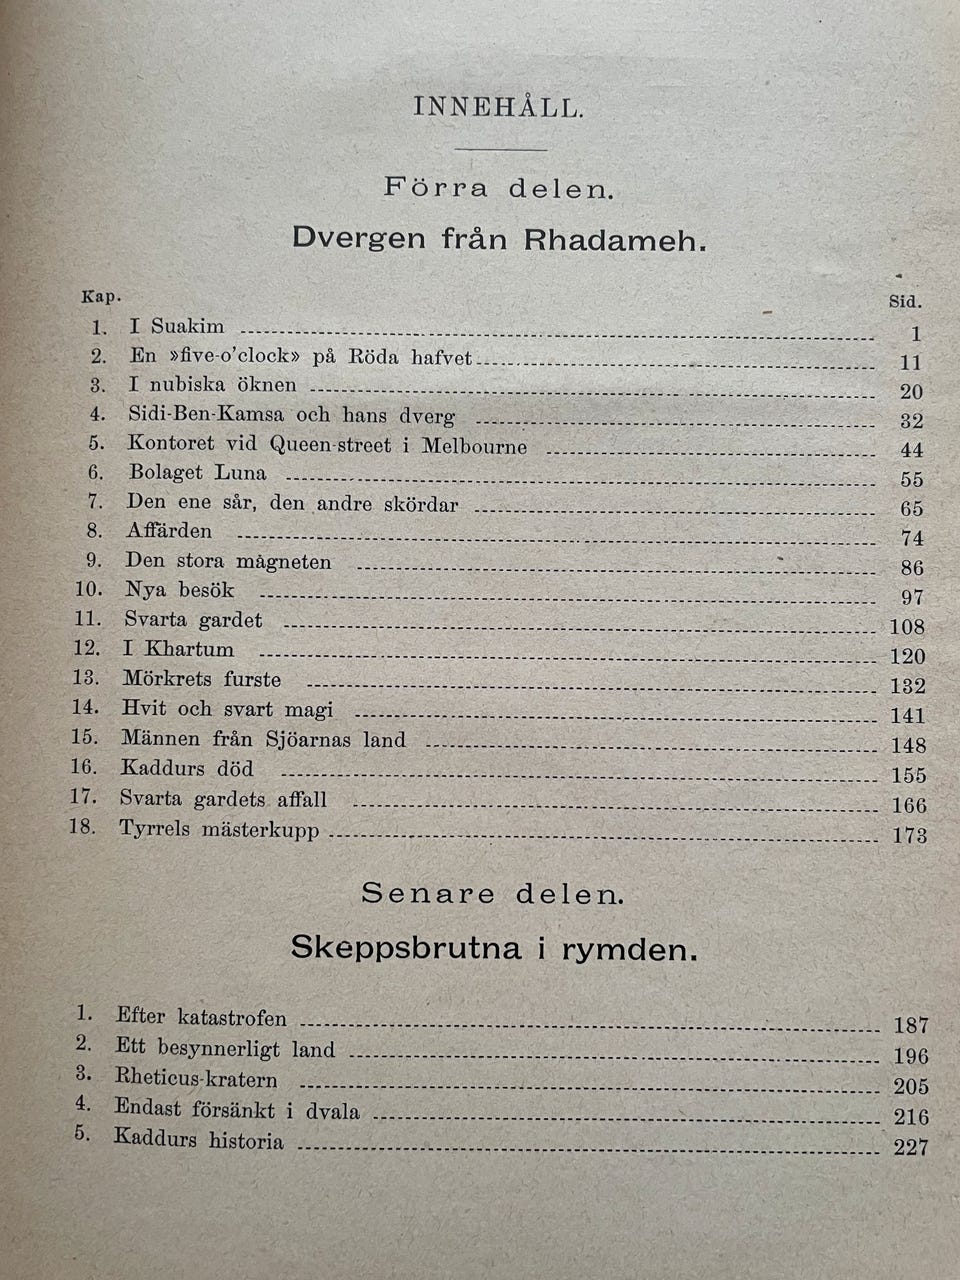 INNEHÅLL.
Förra delen.
Dvergen från Rhadameh.
Kap. Sid.
1. I Suakim 1
2. En »five-o'clock» på Röda hafvet 11
3. I nubiska öknen 20
4. Sidi-Ben-Kamsa och hans dverg 32
5. Kontoret vid Queen-street i Melbourne 44
6. Bolaget Luna 55
7. Den ene sår, den andre skördar 65
8. Affärden 74
9. Den stora mågneten 86
10. Nya besök 97
11. Svarta gardet 108
12. I Khartum 120
13. Mörkrets furste 132
14. Hvit och svart magi 141
15. Männen från Sjöarnas land 148
16. Kaddurs död 155
17. Svarta gardets affall 166
18. Tyrrels mästerkupp 173
Senare delen.
Skeppsbrutna i rymden.
1. Efter katastrofen 187
2. Ett besynnerligt land 196
3. Rheticus-kratern 205
4. Endast försänkt i dvala 216
5. Kaddurs historia 227